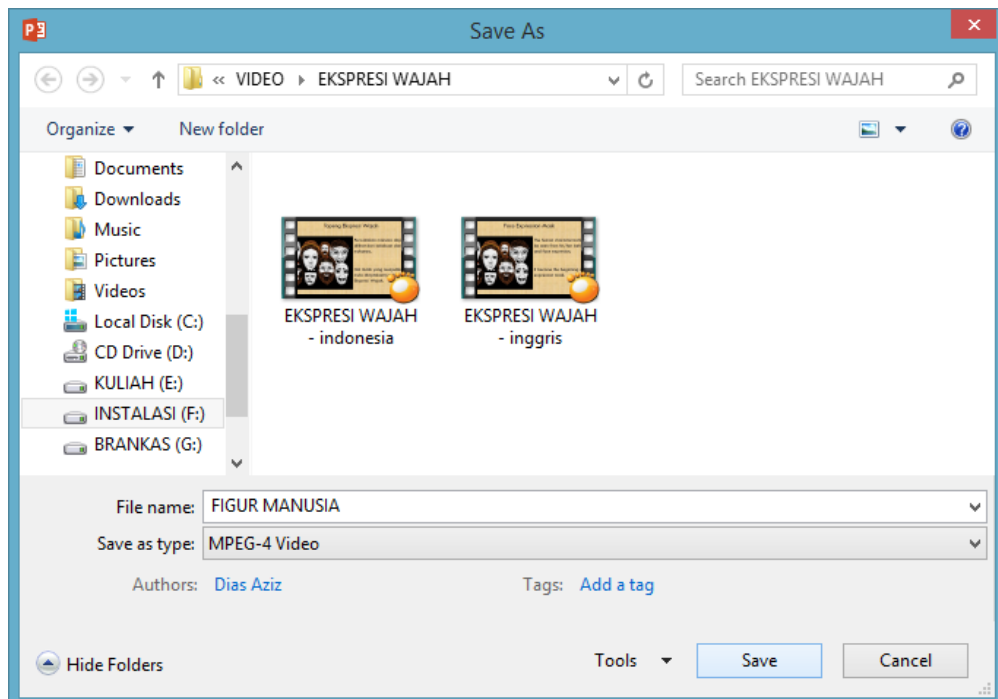 Save As
VIDEO EKSPRESI WAJAH
Search EKSPRESI WAJAH
Organize
New folder
Documents
Downloads
Music
Pictures
Videos
Local Disk (C:)
CD Drive (D:)
KULIAH (E:)
INSTALASI (F:)
BRANKAS (G:)
EKSPRESI WAJAH
- indonesia
EKSPRESI WAJAH
- inggris
File name: FIGUR MANUSIA
Save as type: MPEG-4 Video
Authors: Dias Aziz
Tags: Add a tag
Hide Folders
Tools
Save
Cancel